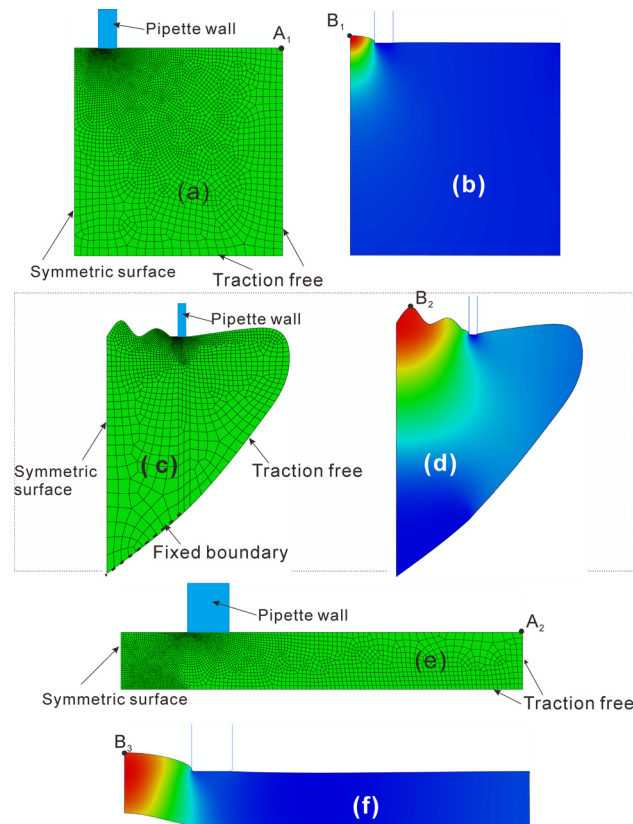 Pipette wall
A1
B1
(a)
(b)
Symmetric surface
Traction free
Pipette wall
B2
Symmetric
surface
(c)
Traction free
(d)
Fixed boundary
Pipette wall
A2
(e)
Symmetric surface
Traction free
B3
(f)